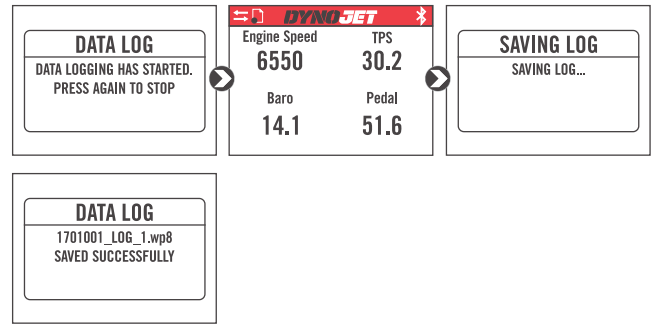 DATA LOG
DATA LOGGING HAS STARTED.
PRESS AGAIN TO STOP
DYNOJET
Engine Speed TPS
6550 30.2
Baro Pedal
14.1 51.6
SAVING LOG
SAVING LOG...
DATA LOG
1701001_LOG_1.wp8
SAVED SUCCESSFULLY